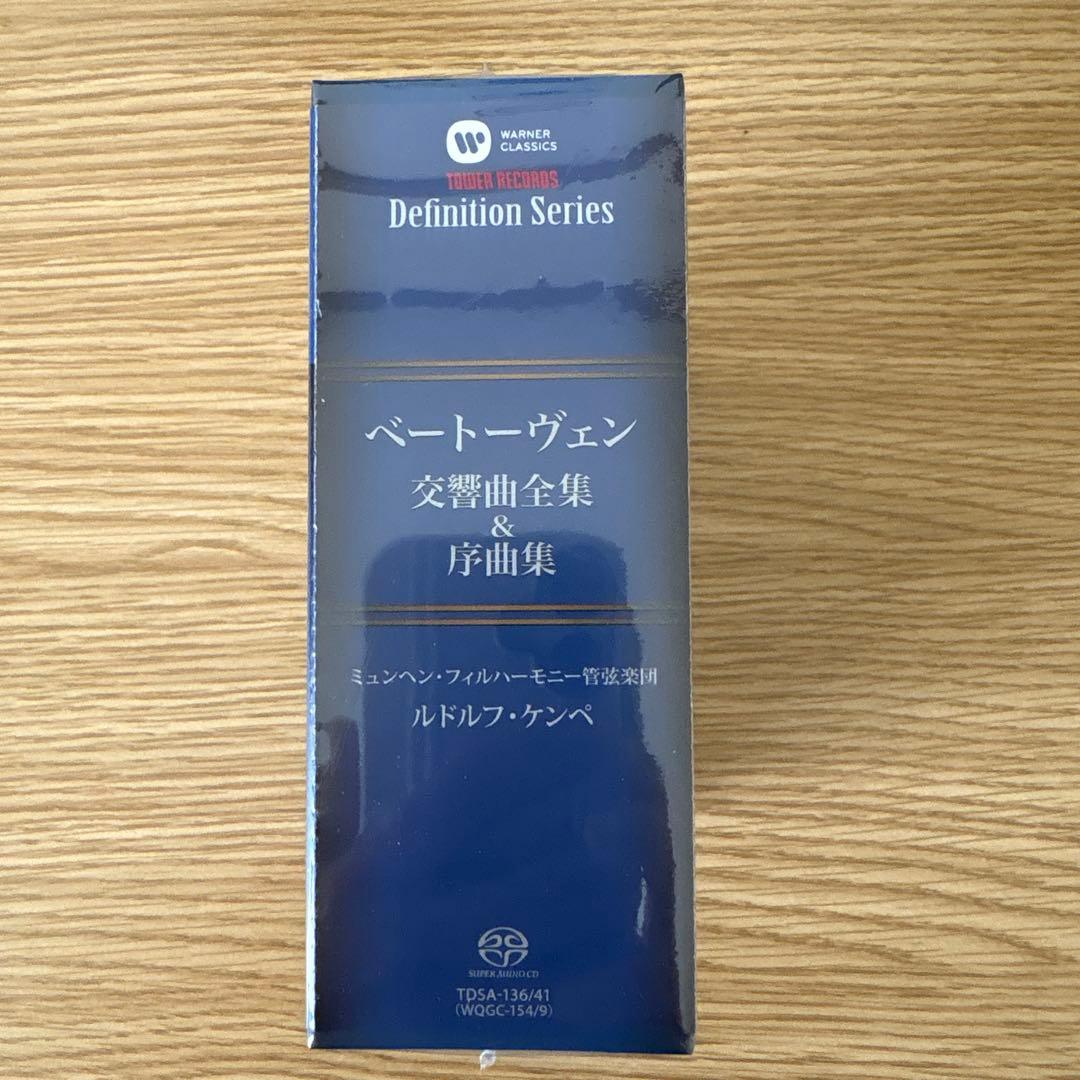 WARNER
CLASSICS
TOWER RECORDS
Definition Series
ベートーヴェン
交響曲全集
&
序曲集
ミュンヘン・フィルハーモニー管弦楽団
ルドルフ・ケンペ
SUPER AUDIO CD
TDSA-136/41
(WQGC-154/9)